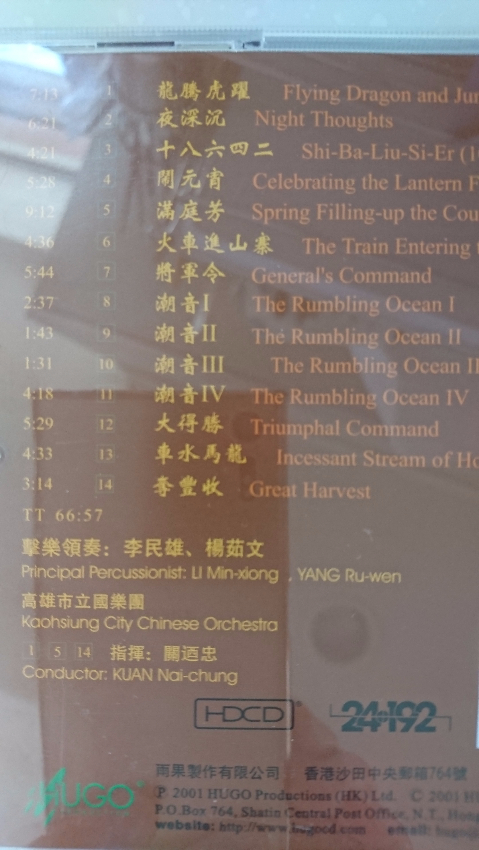 7:13 1 龍騰虎躍 Flying Dragon and
6:21 2 夜深沉 Night Thoughts
4:21 3 十八六四二 Shi-Ba-Liu-Si-Er
5:28 4 鬧元宵 Celebrating the Lantern
9:12 5 滿庭芳 Spring Filling-up the
4:36 6 火車進山寨 The Train Entering
5:44 7 將軍令 General's Command
2:37 8 潮音I The Rumbling Ocean I
1:43 9 潮音II The Rumbling Ocean II
1:31 10 潮音III The Rumbling Ocean
4:18 11 潮音IV The Rumbling Ocean IV
5:29 12 大得勝 Triumphal Command
4:33 13 車水馬龍 Incessant Stream of
3:14 14 奪豐收 Great Harvest
TT 66:57
擊樂領奏：李民雄、楊茹文
Principal Percussionist: LI Min-xiong , YANG Ru-wen
高雄市立國樂團
Kaohsiung City Chinese Orchestra
1 5 14 指揮：關迺忠
Conductor: KUAN Nai-chung
HDCD 24 192
雨果製作有限公司 香港沙田中央郵箱764號
HUGO
℗ 2001 HUGO Productions (HK) Ltd. © 2001
P.O.Box 764, Shatin Central Post Office, N.T.,
website: http://www.hugocd.com email: